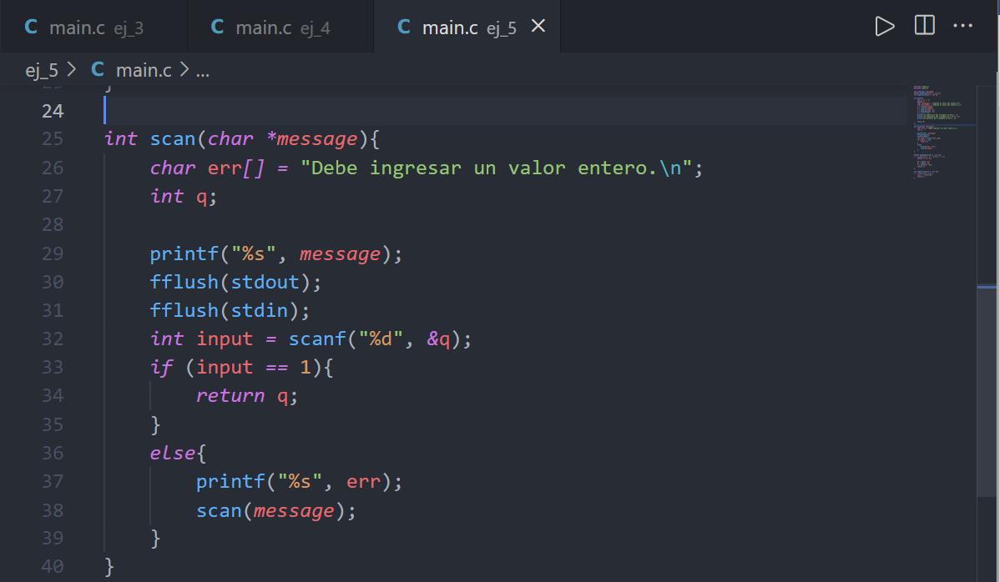 C main.c ej_3 C main.c ej_4 C main.c ej_5 ×
ej_5 > C main.c > ...
24
25 int scan(char *message){
26 char err[] = "Debe ingresar un valor entero.\n";
27 int q;
28
29 printf("%s", message);
30 fflush(stdout);
31 fflush(stdin);
32 int input = scanf("%d", &q);
33 if (input == 1){
34 return q;
35 }
36 else{
37 printf("%s", err);
38 scan(message);
39 }
40 }